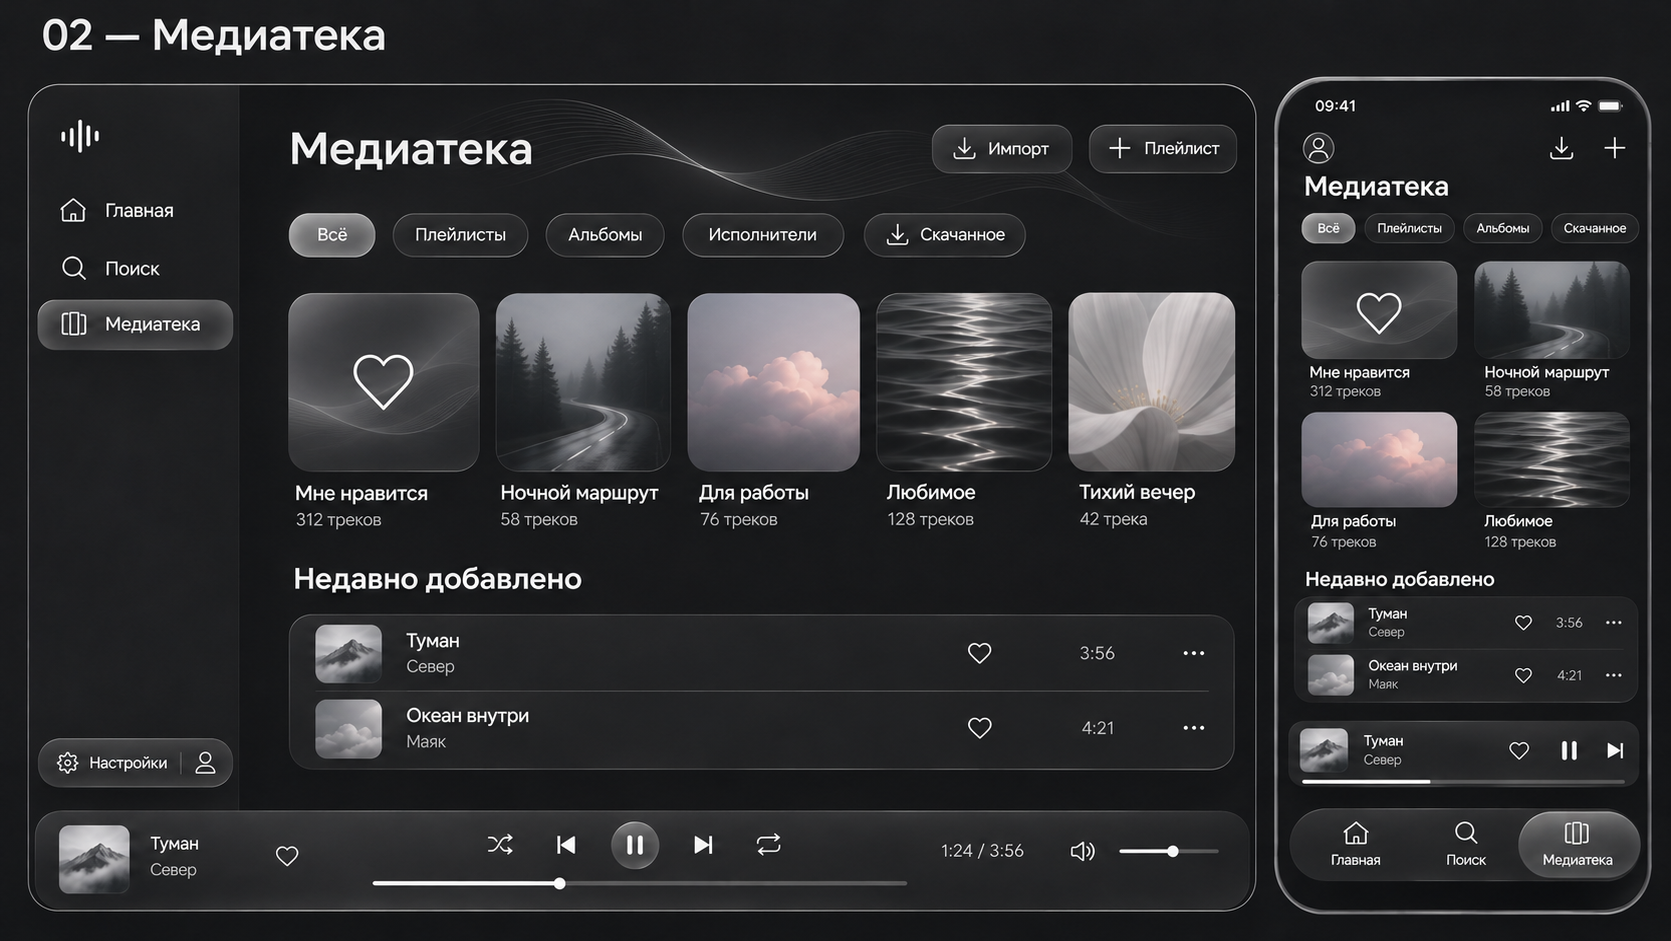 02 — Медиатека
Медиатека
Импорт
Плейлист
Главная
Поиск
Медиатека
Всё
Плейлисты
Альбомы
Исполнители
Скачанное
Мне нравится
312 треков
Ночной маршрут
58 треков
Для работы
76 треков
Любимое
128 треков
Тихий вечер
42 трека
Недавно добавлено
Туман
Север
3:56
Океан внутри
Маяк
4:21
Настройки
Туман
Север
1:24 / 3:56
09:41
Медиатека
Всё
Плейлисты
Альбомы
Скачанное
Мне нравится
312 треков
Ночной маршрут
58 треков
Для работы
76 треков
Любимое
128 треков
Недавно добавлено
Туман
Север
3:56
Океан внутри
Маяк
4:21
Туман
Север
Главная
Поиск
Медиатека